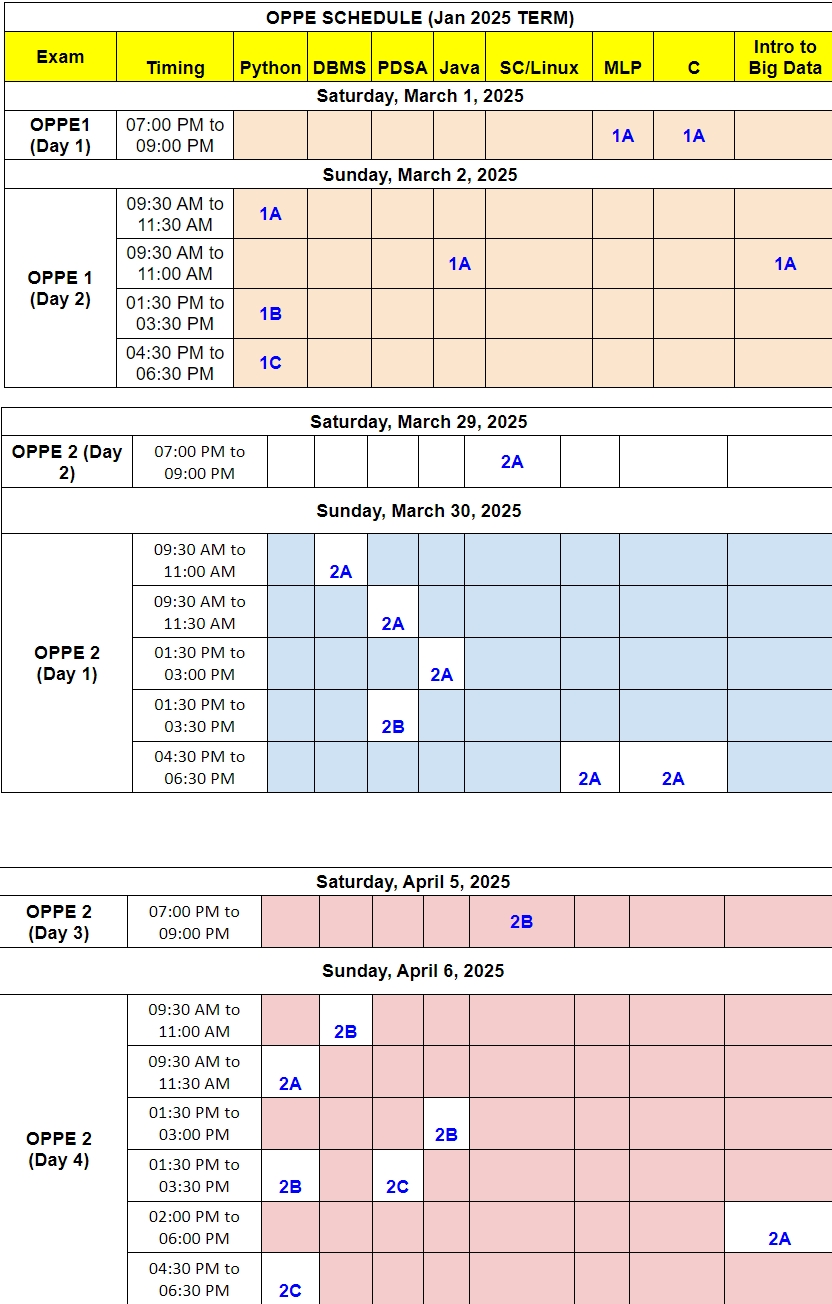 OPPE SCHEDULE (Jan 2025 TERM)
Exam Timing Python DBMS PDSA Java SC/Linux MLP C Intro to Big Data
Saturday, March 1, 2025
OPPE1 (Day 1) 07:00 PM to 09:00 PM 1A 1A
Sunday, March 2, 2025
OPPE 1 (Day 2)
09:30 AM to 11:30 AM 1A
09:30 AM to 11:00 AM 1A 1A
01:30 PM to 03:30 PM 1B
04:30 PM to 06:30 PM 1C
Saturday, March 29, 2025
OPPE 2 (Day 2) 07:00 PM to 09:00 PM 2A
Sunday, March 30, 2025
OPPE 2 (Day 1)
09:30 AM to 11:00 AM 2A
09:30 AM to 11:30 AM 2A
01:30 PM to 03:00 PM 2A
01:30 PM to 03:30 PM 2B
04:30 PM to 06:30 PM 2A 2A
Saturday, April 5, 2025
OPPE 2 (Day 3) 07:00 PM to 09:00 PM 2B
Sunday, April 6, 2025
OPPE 2 (Day 4)
09:30 AM to 11:00 AM 2B
09:30 AM to 11:30 AM 2A
01:30 PM to 03:00 PM 2B
01:30 PM to 03:30 PM 2B 2C
02:00 PM to 06:00 PM 2A
04:30 PM to 06:30 PM 2C